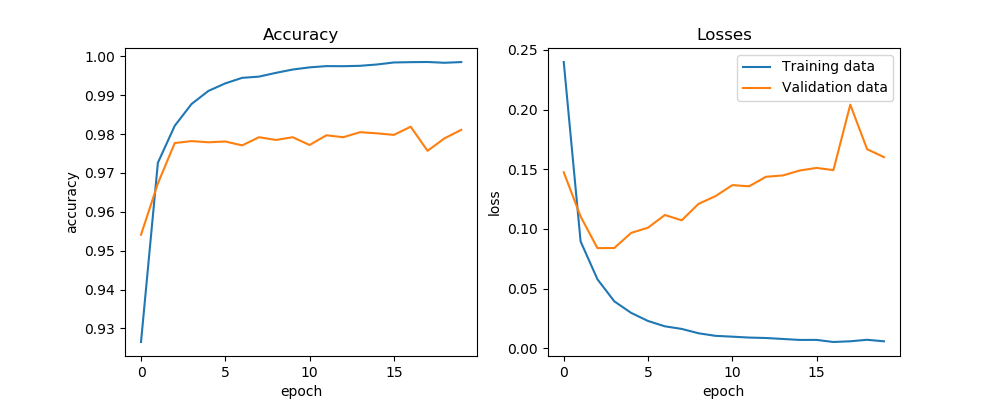 Accuracy
1.00
0.99
0.98
0.97
0.96
0.95
0.94
0.93
accuracy
0 5 10 15
epoch
Losses
0.25
0.20
0.15
0.10
0.05
0.00
loss
Training data
Validation data
0 5 10 15
epoch